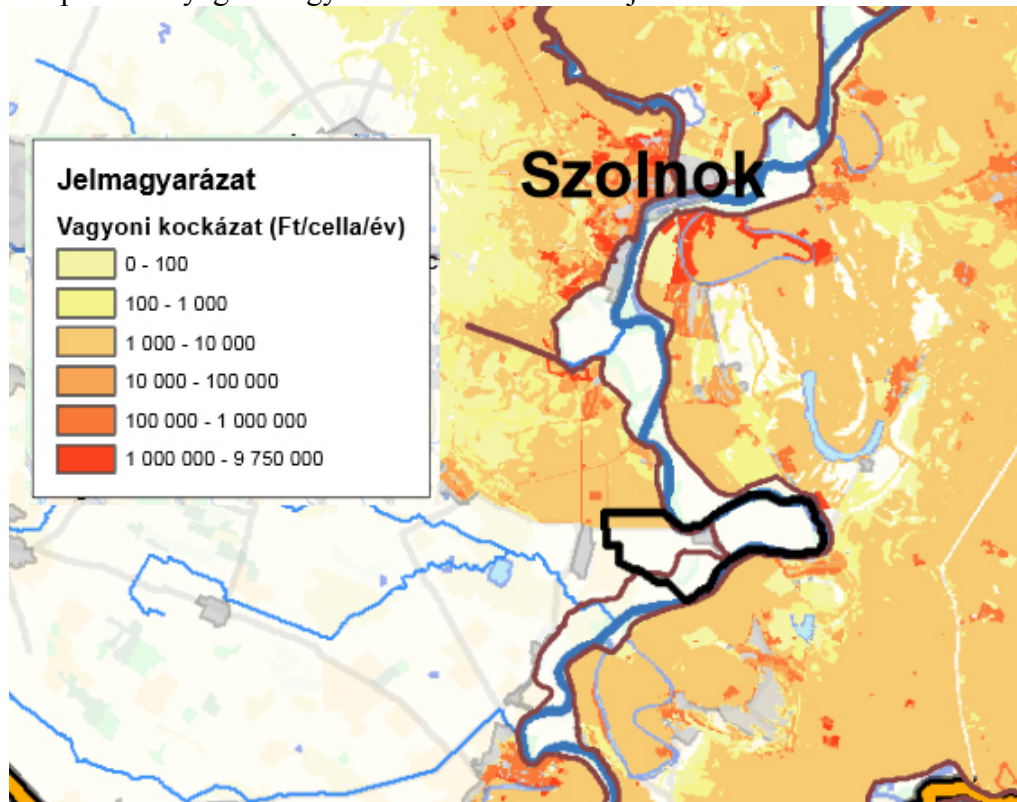 Szolnok
Jelmagyarázat
Vagyoni kockázat (Ft/cella/év)
0 - 100
100 - 1 000
1 000 - 10 000
10 000 - 100 000
100 000 - 1 000 000
1 000 000 - 9 750 000